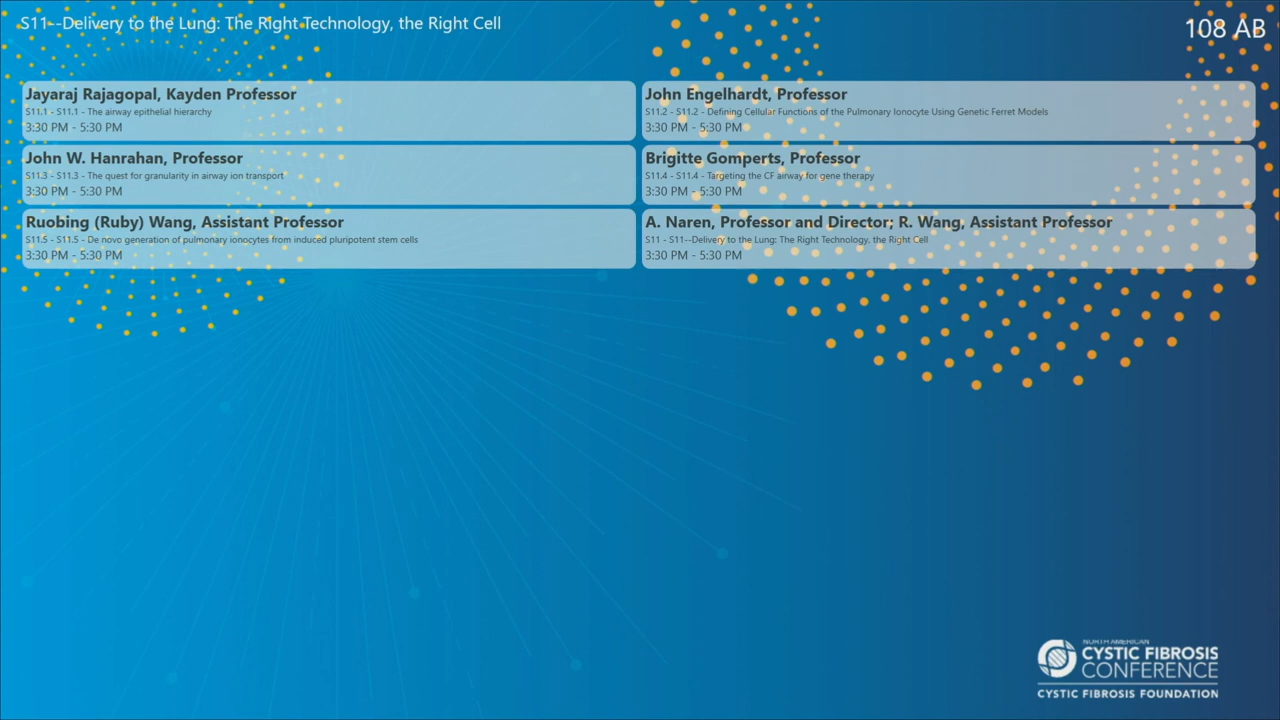 S11--Delivery to the Lung: The Right Technology, the Right Cell
108 AB
Jayaraj Rajagopal, Kayden Professor
S11.1 - S11.1 - The airway epithelial hierarchy
3:30 PM - 5:30 PM
John Engelhardt, Professor
S11.2 - S11.2 - Defining Cellular Functions of the Pulmonary Ionocyte Using Genetic Ferret Models
3:30 PM - 5:30 PM
John W. Hanrahan, Professor
S11.3 - S11.3 - The quest for granularity in airway ion transport
3:30 PM - 5:30 PM
Brigitte Gomperts, Professor
S11.4 - S11.4 - Targeting the CF airway for gene therapy
3:30 PM - 5:30 PM
Ruobing (Ruby) Wang, Assistant Professor
S11.5 - S11.5 - De novo generation of pulmonary ionocytes from induced pluripotent stem cells
3:30 PM - 5:30 PM
A. Naren, Professor and Director; R. Wang, Assistant Professor
S11 - S11--Delivery to the Lung: The Right Technology, the Right Cell
3:30 PM - 5:30 PM
NORTH AMERICAN
CYSTIC FIBROSIS
CONFERENCE
CYSTIC FIBROSIS FOUNDATION